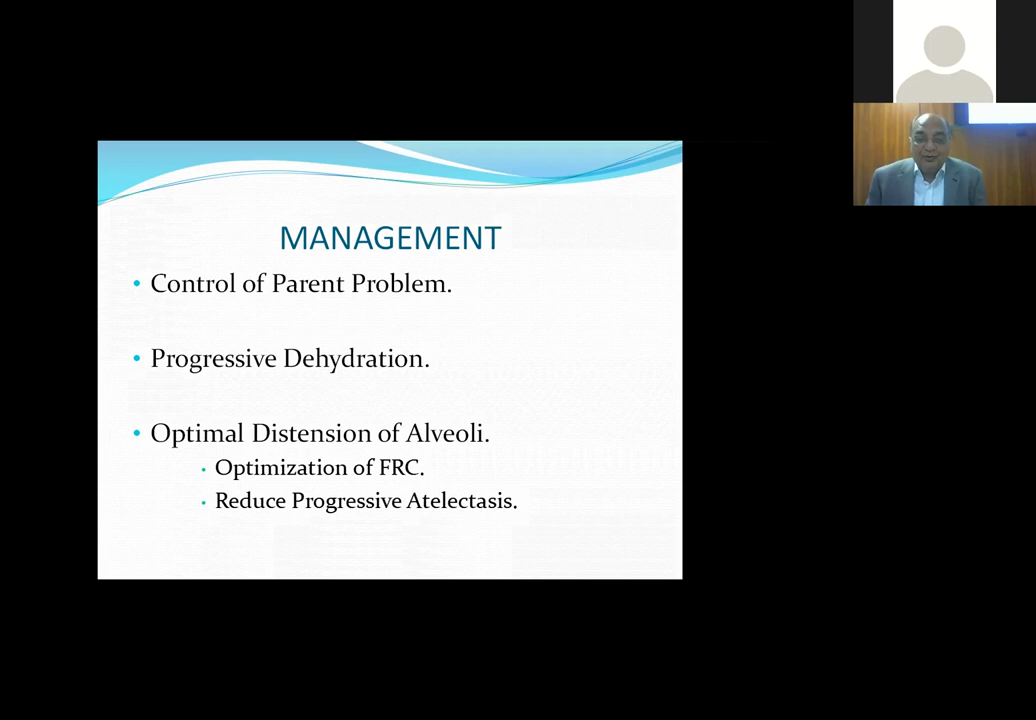 MANAGEMENT
• Control of Parent Problem.
• Progressive Dehydration.
• Optimal Distension of Alveoli.
• Optimization of FRC.
• Reduce Progressive Atelectasis.